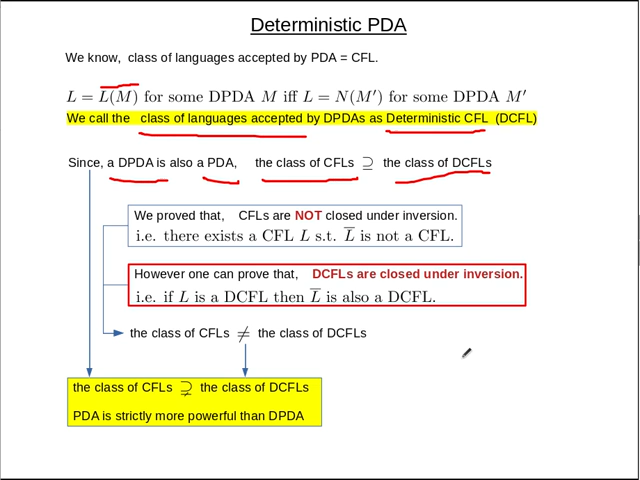 Deterministic PDA
We know, class of languages accepted by PDA = CFL.
L = L(M) for some DPDA M iff L = N(M′) for some DPDA M′
We call the class of languages accepted by DPDAs as Deterministic CFL (DCFL)
Since, a DPDA is also a PDA, the class of CFLs ⊇ the class of DCFLs
We proved that, CFLs are NOT closed under inversion.
i.e. there exists a CFL L s.t. L̅ is not a CFL.
However one can prove that, DCFLs are closed under inversion.
i.e. if L is a DCFL then L̅ is also a DCFL.
the class of CFLs ≠ the class of DCFLs
the class of CFLs ⊋ the class of DCFLs
PDA is strictly more powerful than DPDA